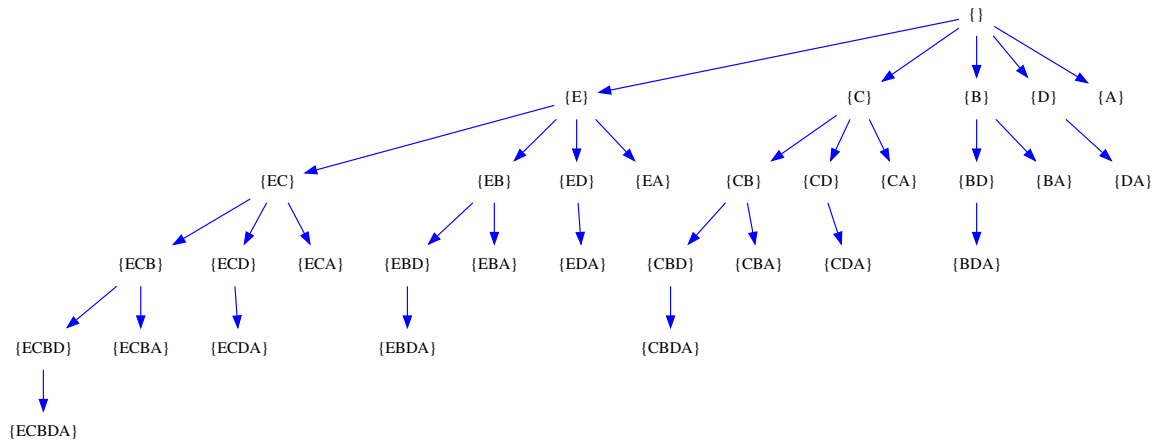 {}
{E} {C} {B} {D} {A}
{EC} {EB} {ED} {EA} {CB} {CD} {CA} {BD} {BA} {DA}
{ECB} {ECD} {ECA} {EBD} {EBA} {EDA} {CBD} {CBA} {CDA} {BDA}
{ECBD} {ECBA} {ECDA} {EBDA} {CBDA}
{ECBDA}